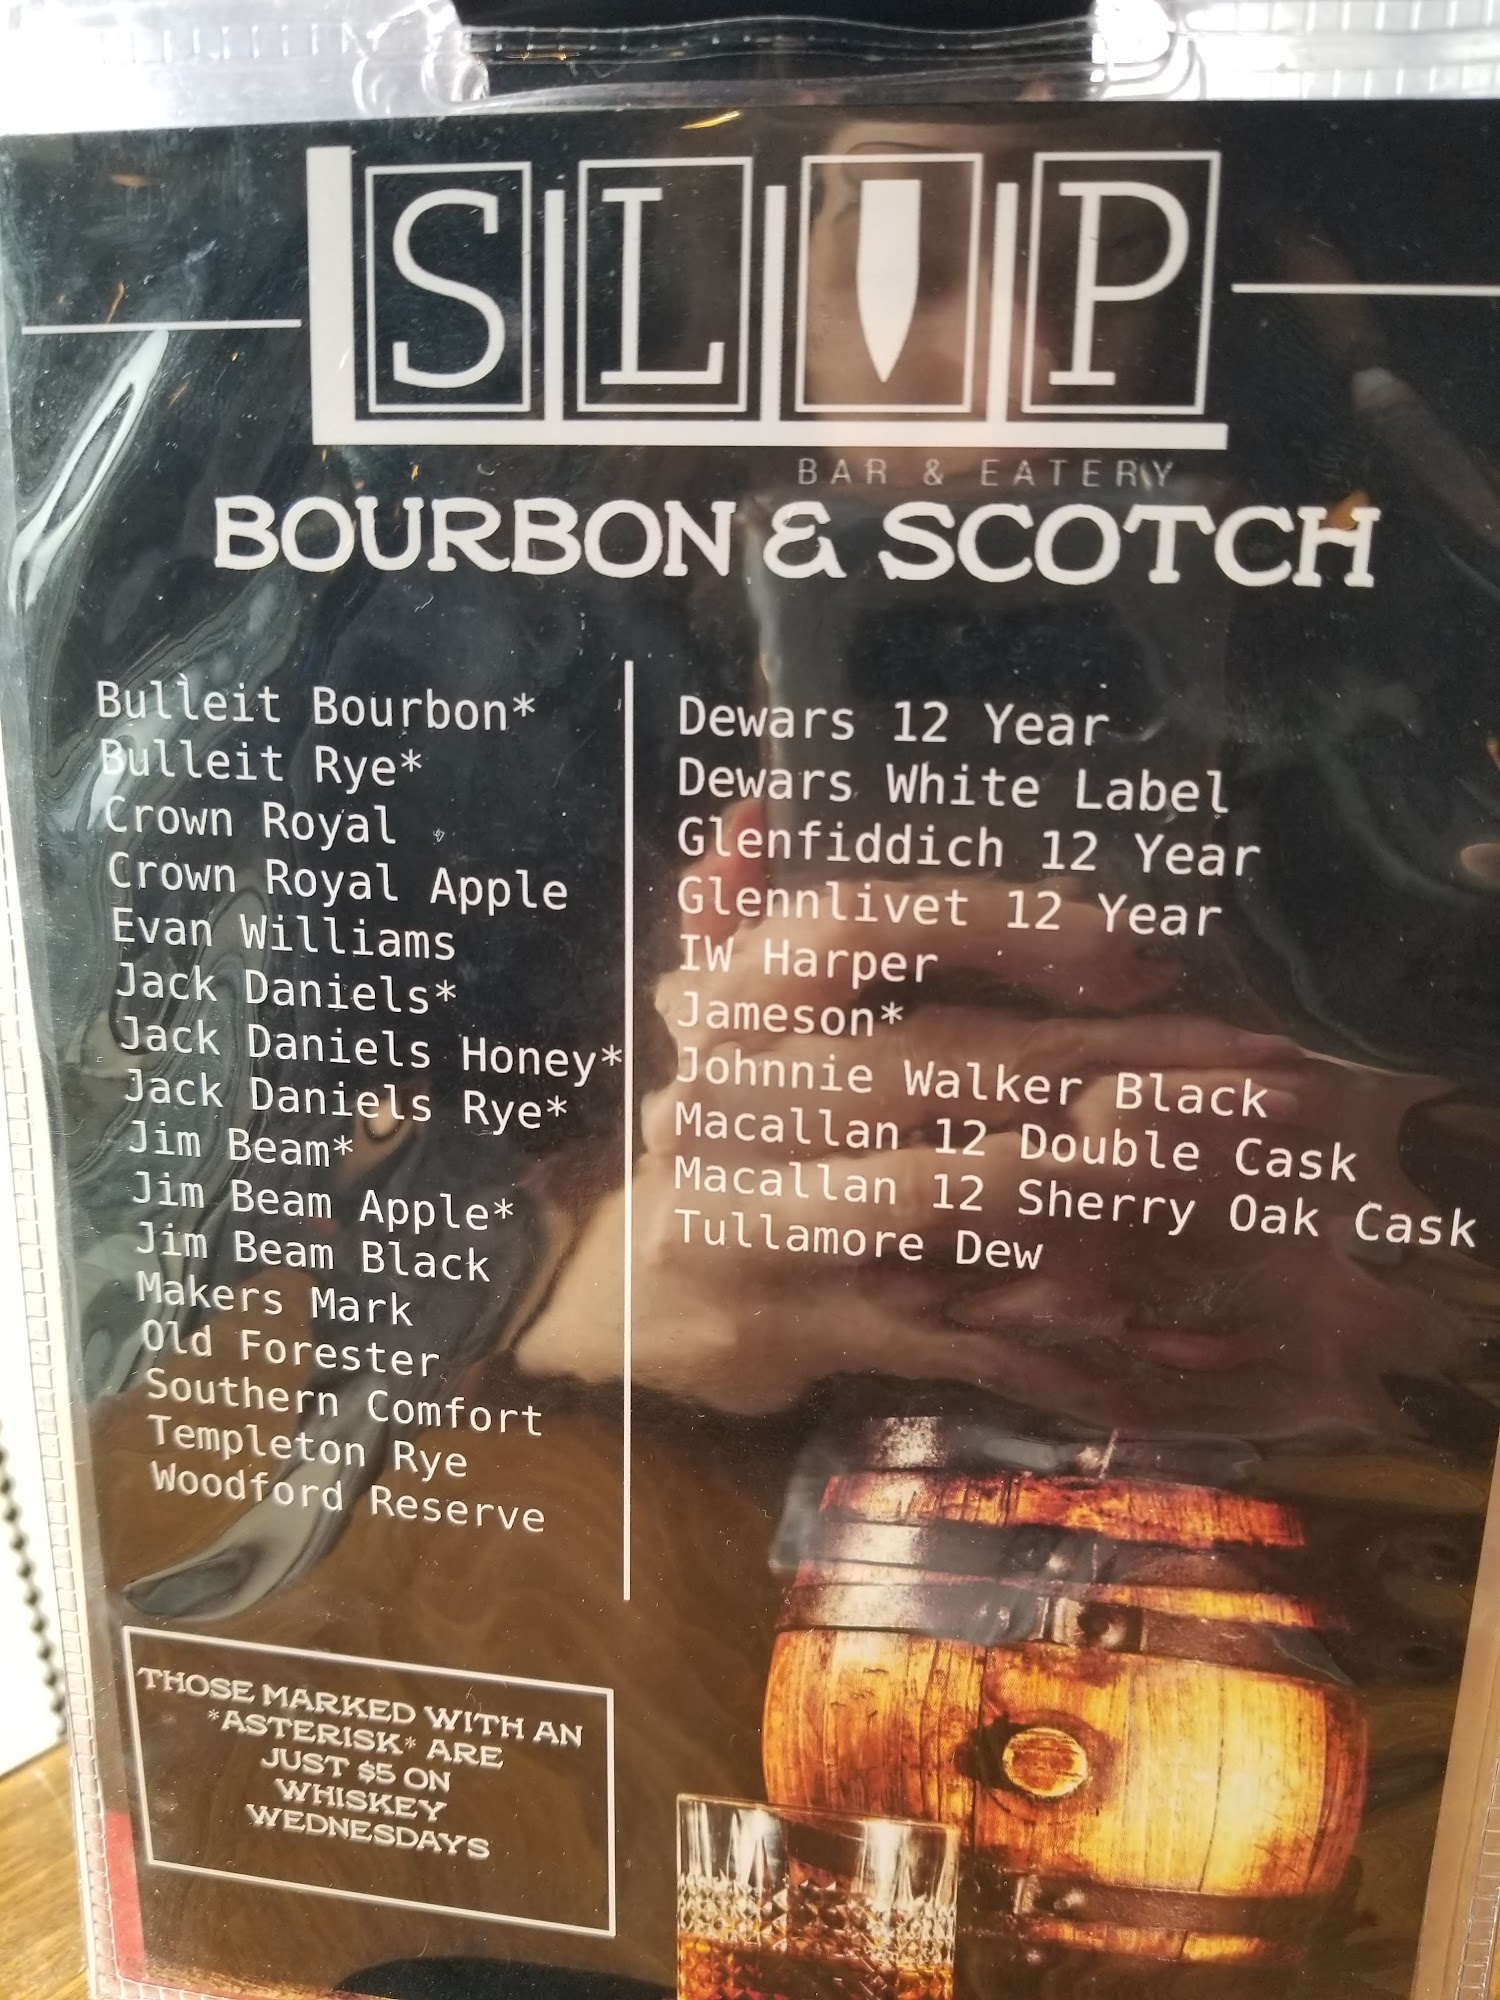 SLIP
BAR & EATERY
BOURBON & SCOTCH
Bulleit Bourbon*
Bulleit Rye*
Crown Royal
Crown Royal Apple
Evan Williams
Jack Daniels*
Jack Daniels Honey*
Jack Daniels Rye*
Jim Beam*
Jim Beam Apple*
Jim Beam Black
Makers Mark
Old Forester
Southern Comfort
Templeton Rye
Woodford Reserve
Dewars 12 Year
Dewars White Label
Glenfiddich 12 Year
Glennlivet 12 Year
IW Harper
Jameson*
Johnnie Walker Black
Macallan 12 Double Cask
Macallan 12 Sherry Oak Cask
Tullamore Dew
THOSE MARKED WITH AN
*ASTERISK* ARE
JUST $5 ON
WHISKEY
WEDNESDAYS